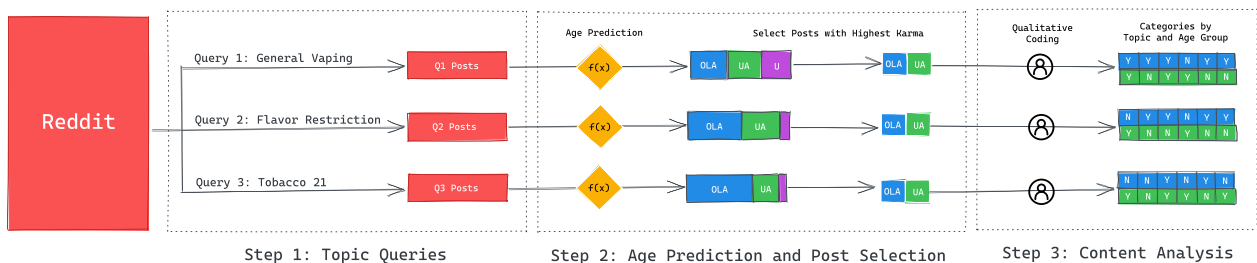 Reddit
Query 1: General Vaping
Query 2: Flavor Restriction
Query 3: Tobacco 21
Q1 Posts
Q2 Posts
Q3 Posts
Step 1: Topic Queries
Age Prediction
Select Posts with Highest Karma
f(x)
OLA UA U
OLA UA
f(x)
OLA UA
OLA UA
f(x)
OLA UA
OLA UA
Step 2: Age Prediction and Post Selection
Qualitative
Coding
Categories by
Topic and Age Group
Y Y Y N Y Y
Y N Y Y N N
N Y Y N Y Y
Y N N Y N N
N N Y Y N N
Y N Y Y N Y
Step 3: Content Analysis